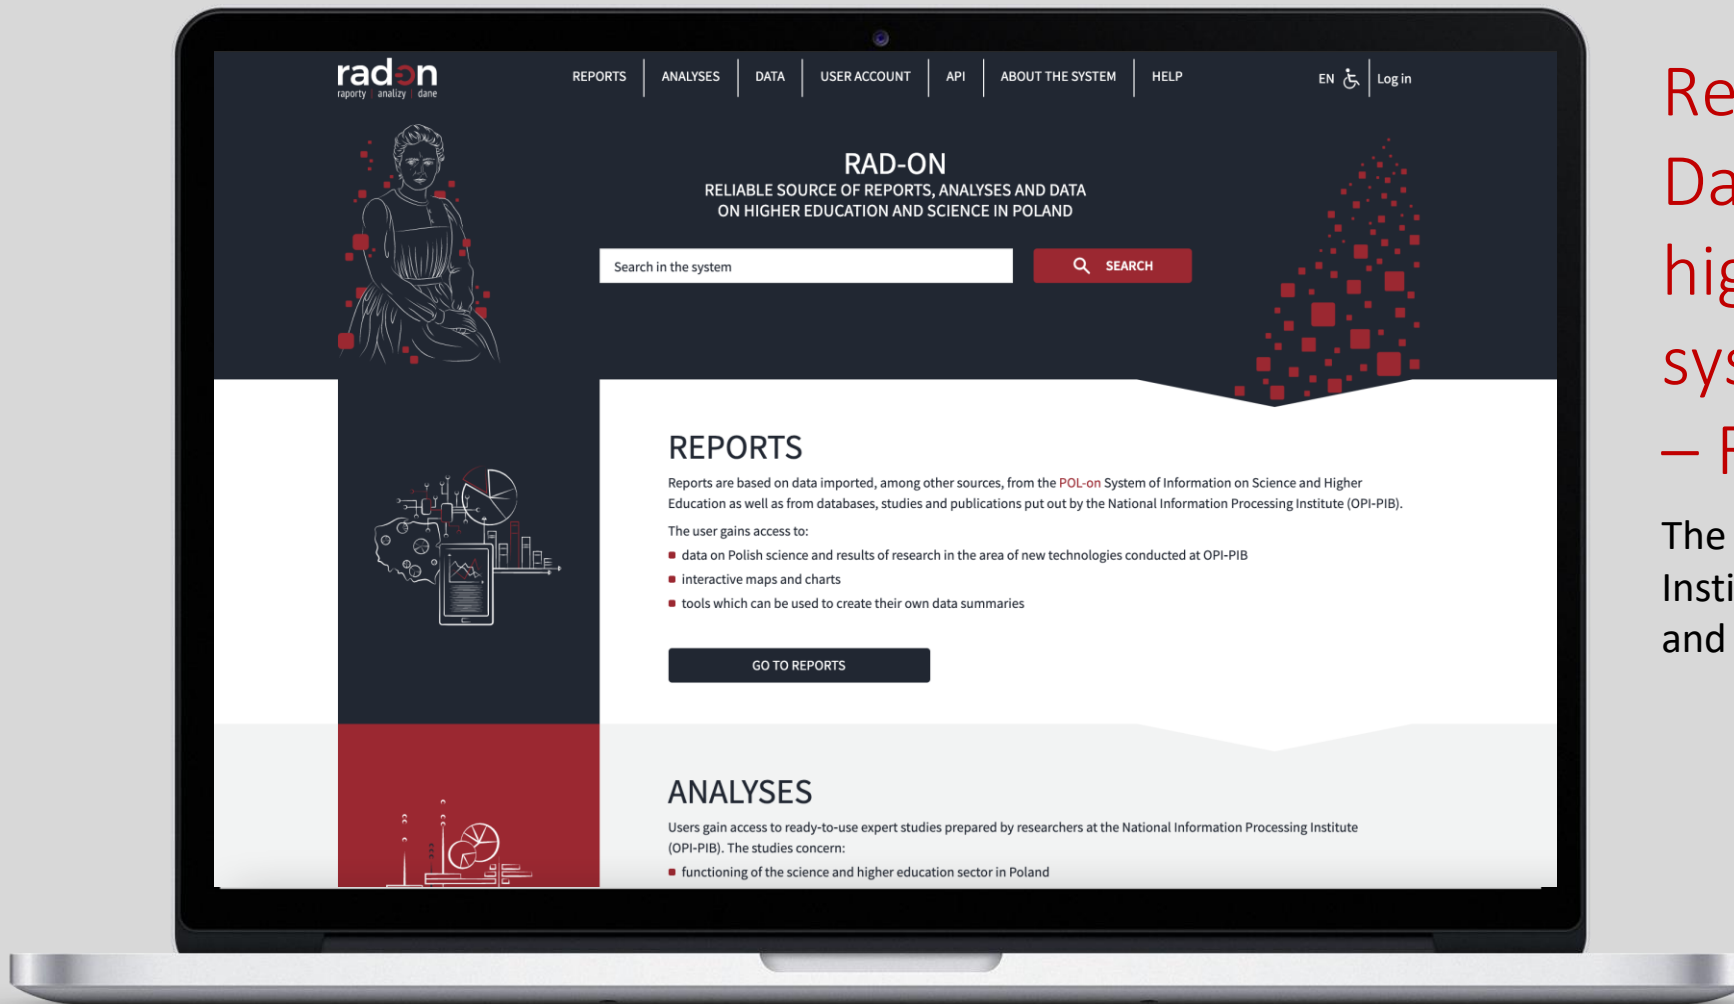 radon
raporty | analizy | dane
REPORTS
ANALYSES
DATA
USER ACCOUNT
API
ABOUT THE SYSTEM
HELP
EN
Log in
RAD-ON
RELIABLE SOURCE OF REPORTS, ANALYSES AND DATA
ON HIGHER EDUCATION AND SCIENCE IN POLAND
Search in the system
SEARCH
REPORTS
Reports are based on data imported, among other sources, from the POL-on System of Information on Science and Higher
Education as well as from databases, studies and publications put out by the National Information Processing Institute (OPI-PIB).
The user gains access to:
data on Polish science and results of research in the area of new technologies conducted at OPI-PIB
interactive maps and charts
tools which can be used to create their own data summaries
GO TO REPORTS
ANALYSES
Users gain access to ready-to-use expert studies prepared by researchers at the National Information Processing Institute
(OPI-PIB). The studies concern:
functioning of the science and higher education sector in Poland
Re
Da
hig
sys
–
The
Insti
and